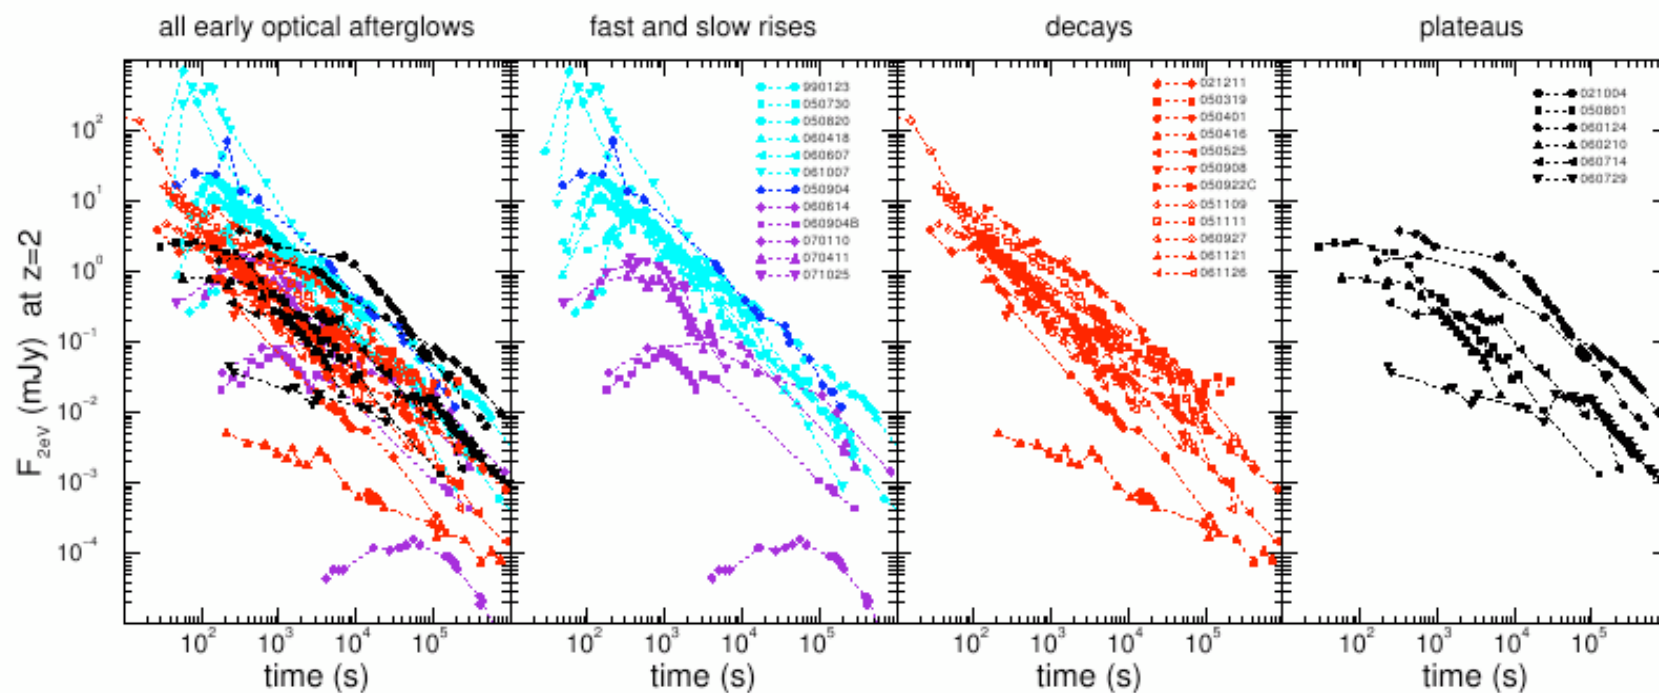 all early optical afterglows
fast and slow rises
decays
plateaus
F2eV (mJy) at z=2
10^2
10^1
10^0
10^-1
10^-2
10^-3
10^-4
990123
050730
050820
060418
060607
061007
050904
060614
060904B
070110
070411
071025
021211
050319
050401
050416
050525
050908
050922C
051109
051111
060927
061121
061126
021004
050801
060124
060210
060714
060729
10^2 10^3 10^4 10^5
10^2 10^3 10^4 10^5
10^2 10^3 10^4 10^5
10^2 10^3 10^4 10^5
time (s)
time (s)
time (s)
time (s)